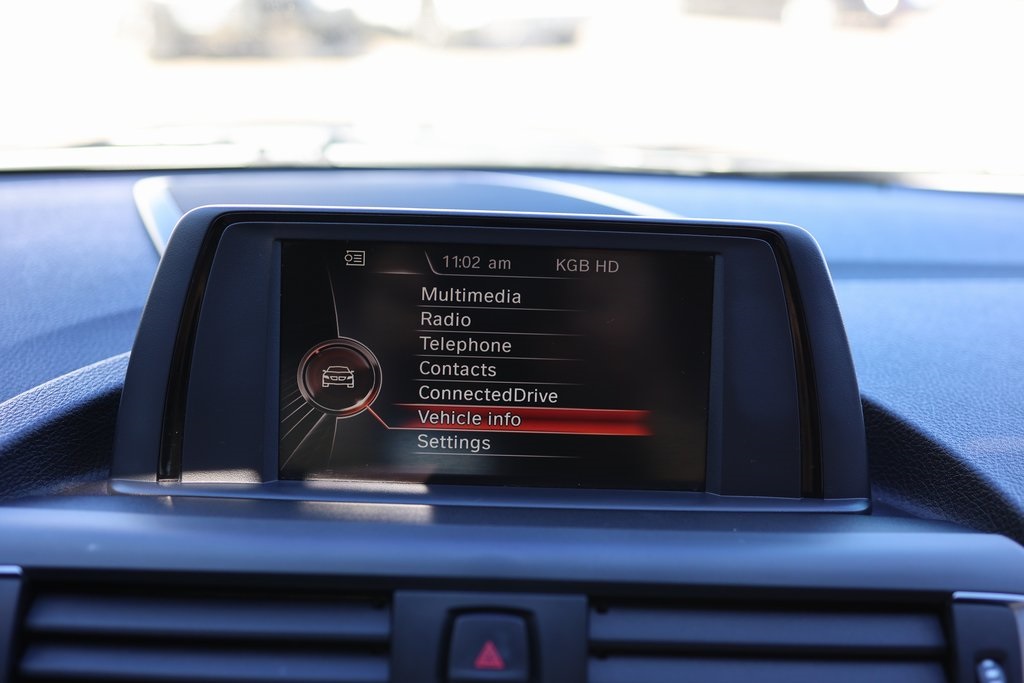 11:02 am KGB HD
Multimedia
Radio
Telephone
Contacts
ConnectedDrive
Vehicle info
Settings